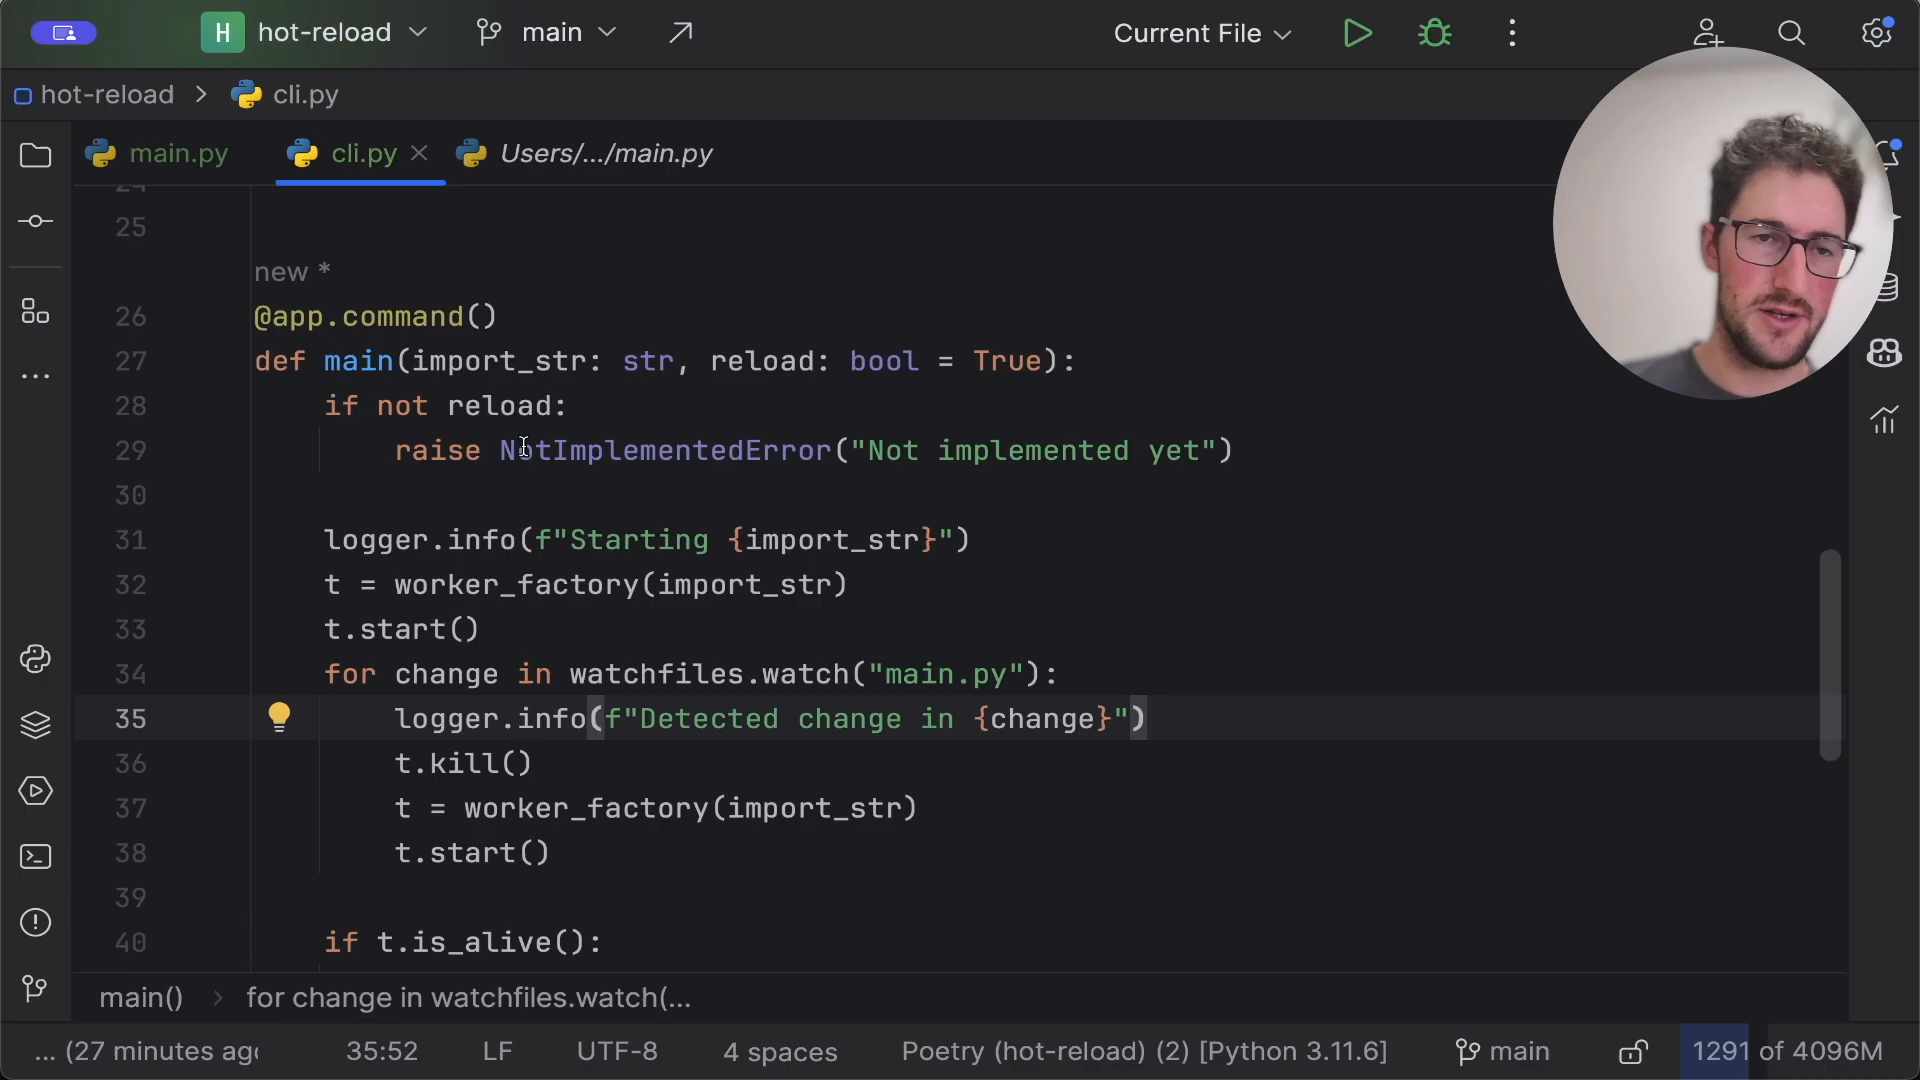 H hot-reload main Current File
hot-reload > cli.py
main.py cli.py Users/.../main.py
24
25
new *
26 @app.command()
27 def main(import_str: str, reload: bool = True):
28 if not reload:
29 raise NotImplementedError("Not implemented yet")
30
31 logger.info(f"Starting {import_str}")
32 t = worker_factory(import_str)
33 t.start()
34 for change in watchfiles.watch("main.py"):
35 logger.info(f"Detected change in {change}")
36 t.kill()
37 t = worker_factory(import_str)
38 t.start()
39
40 if t.is_alive():
main() > for change in watchfiles.watch(...
... (27 minutes ago 35:52 LF UTF-8 4 spaces Poetry (hot-reload) (2) [Python 3.11.6] main 1291 of 4096M